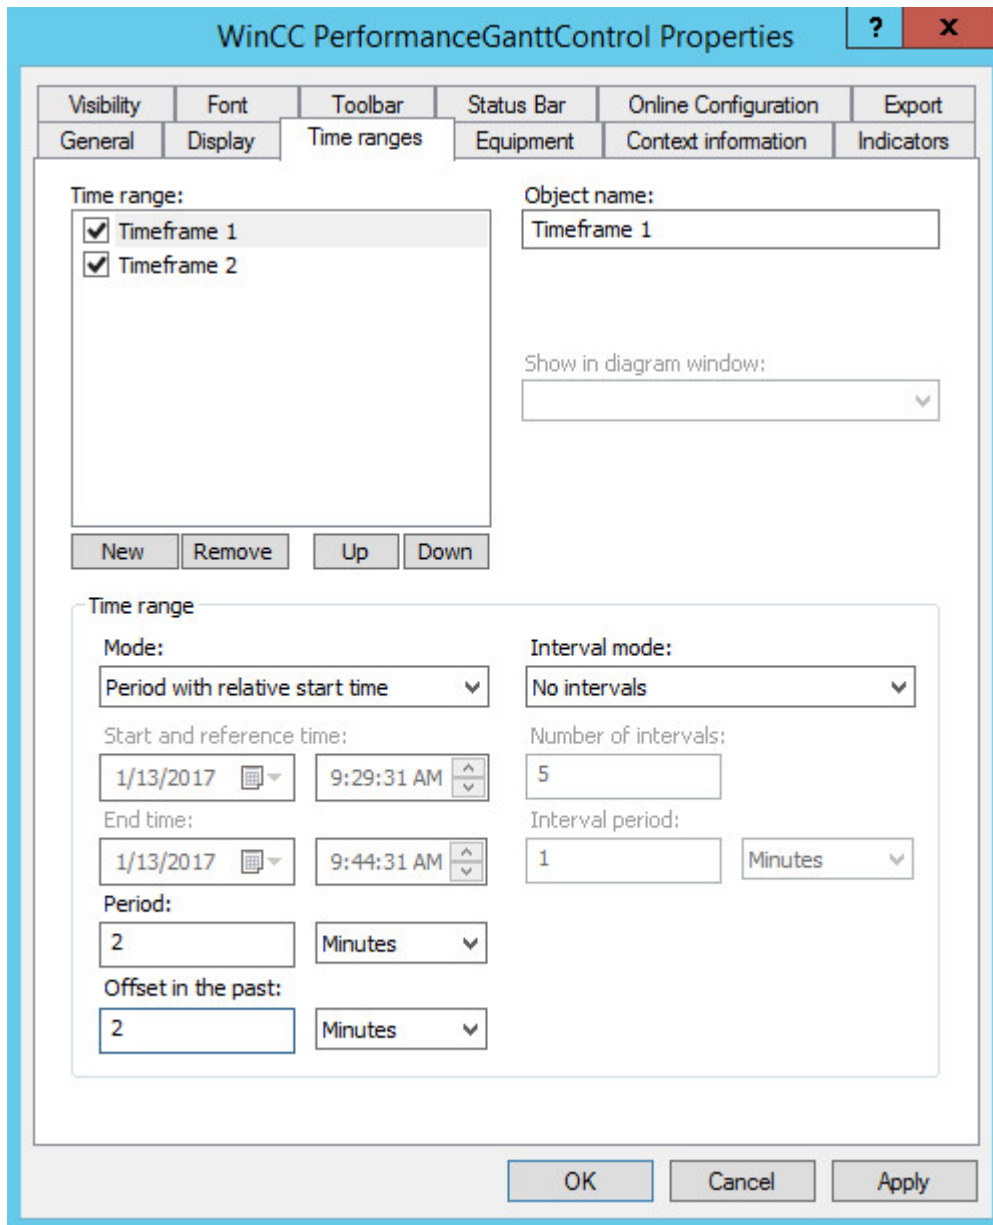 WinCC PerformanceGanttControl Properties ? x
Visibility Font Toolbar Status Bar Online Configuration Export
General Display Time ranges Equipment Context information Indicators
Time range: Object name:
Timeframe 1 Timeframe 1
Timeframe 2
Show in diagram window:
New Remove Up Down
Time range
Mode: Interval mode:
Period with relative start time No intervals
Start and reference time: Number of intervals:
1/13/2017 9:29:31 AM 5
End time: Interval period:
1/13/2017 9:44:31 AM 1 Minutes
Period:
2 Minutes
Offset in the past:
2 Minutes
OK Cancel Apply